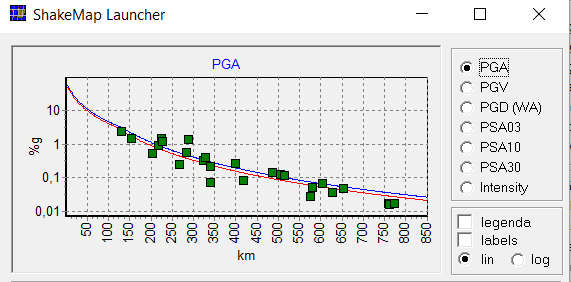 ShakeMap Launcher
PGA
%g
10
1
0,1
0,01
50 100 150 200 250 300 350 400 450 500 550 600 650 700 750 800 850
km
PGA
PGV
PGD (WA)
PSA03
PSA10
PSA30
Intensity
legenda
labels
lin log